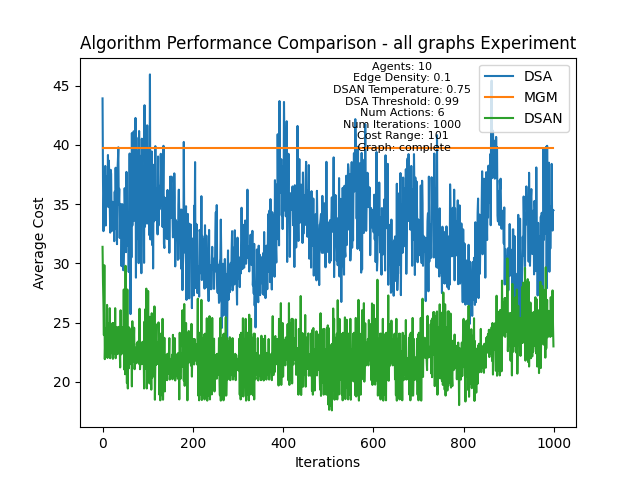 Algorithm Performance Comparison - all graphs Experiment
Agents: 10
Edge Density: 0.1
DSAN Temperature: 0.75
DSA Threshold: 0.99
Num Actions: 6
Num Iterations: 1000
Cost Range: 101
Graph: complete
DSA
MGM
DSAN
Average Cost
45
40
35
30
25
20
0
200
400
600
800
1000
Iterations